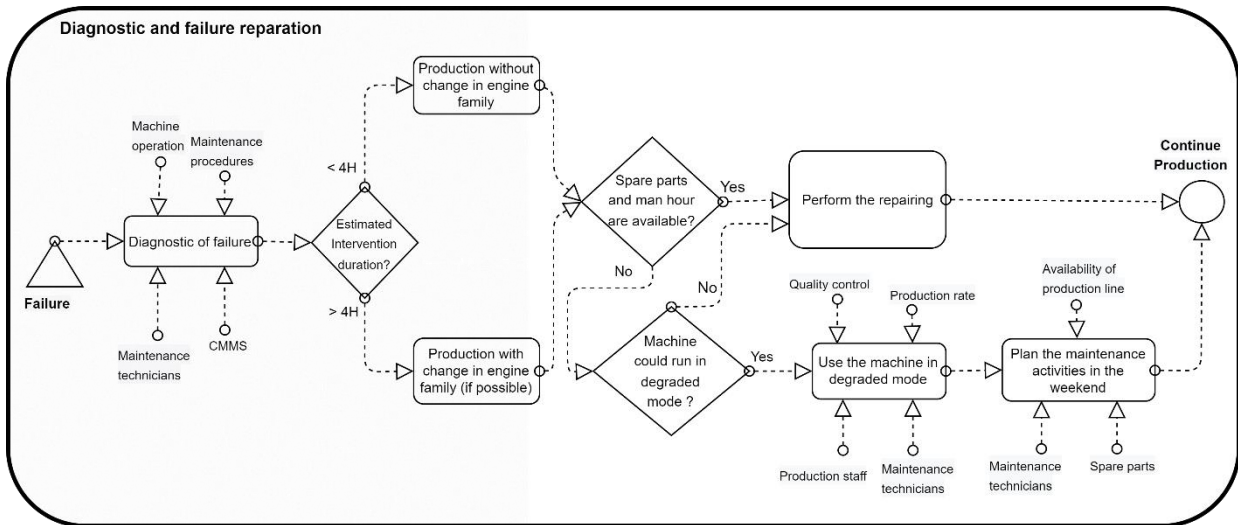 Diagnostic and failure reparation
Production without
change in engine
family
Machine
operation
Maintenance
procedures
< 4H
Continue
Production
Spare parts
and man hour
are available?
Yes
Perform the repairing
Diagnostic of failure
Estimated
Intervention
duration?
No
No
Failure
> 4H
Maintenance
technicians
CMMS
Production with
change in engine
family (if possible)
Machine
could run in
degraded
mode ?
Yes
Quality control
Production rate
Use the machine in
degraded mode
Availability of
production line
Plan the maintenance
activities in the
weekend
Production staff
Maintenance
technicians
Maintenance
technicians
Spare parts